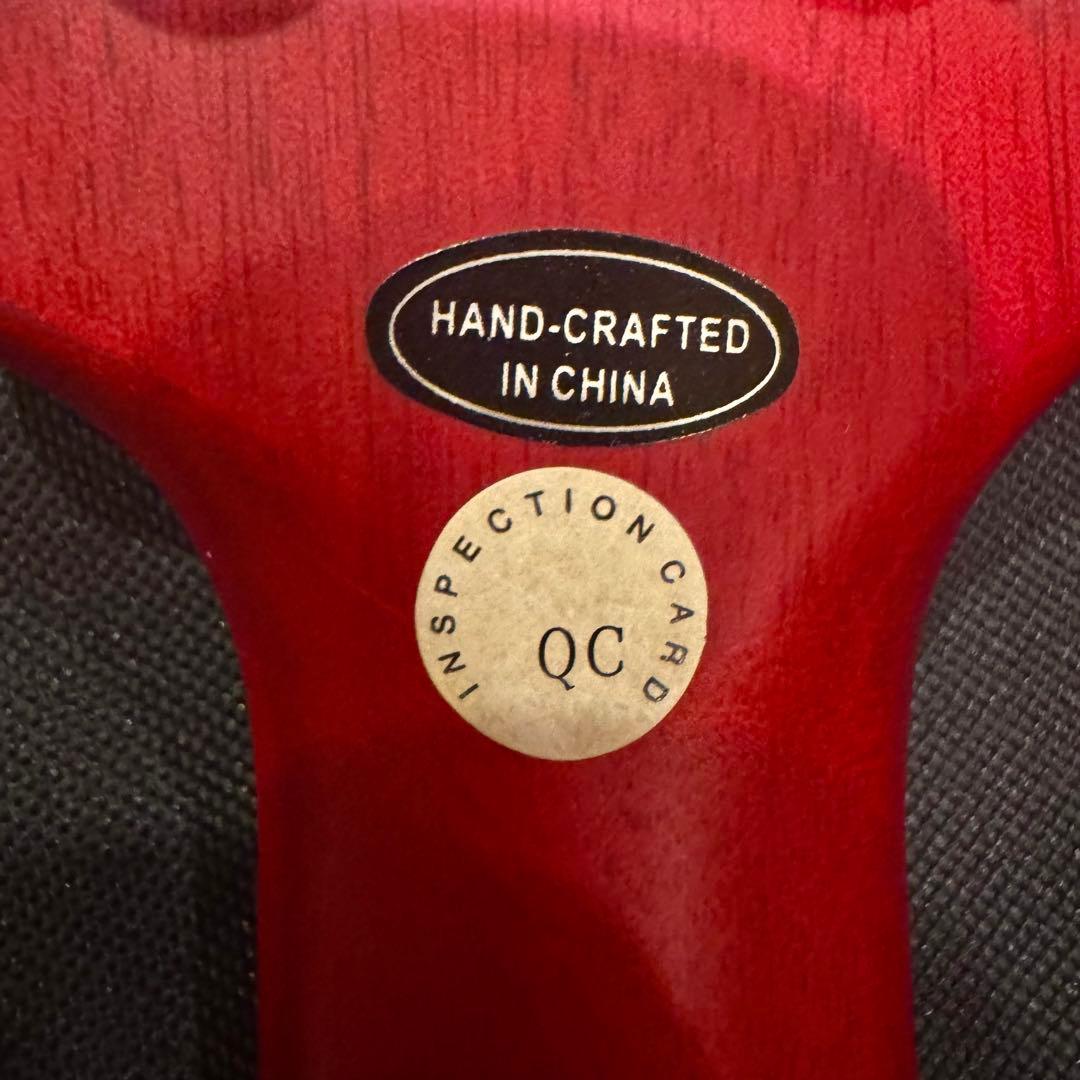 HAND-CRAFTED
IN CHINA
INSPECTION CARD
QC